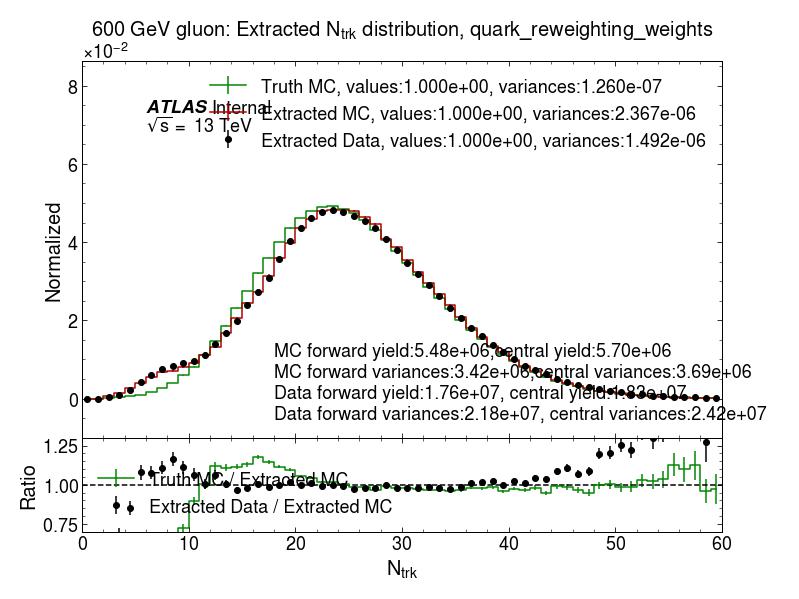 600 GeV gluon: Extracted N_trk distribution, quark_reweighting_weights
×10⁻²
Truth MC, values:1.000e+00, variances:1.260e-07
ATLAS Internal
Extracted MC, values:1.000e+00, variances:2.367e-06
√s = 13 TeV
Extracted Data, values:1.000e+00, variances:1.492e-06
8
6
4
2
0
Normalized
MC forward yield:5.48e+06,central yield:5.70e+06
MC forward variances:3.42e+06,central variances:3.69e+06
Data forward yield:1.76e+07, central yield:1.83e+07
Data forward variances:2.18e+07, central variances:2.42e+07
1.25
1.00
0.75
Ratio
Truth MC / Extracted MC
Extracted Data / Extracted MC
0 10 20 30 40 50 60
N_trk